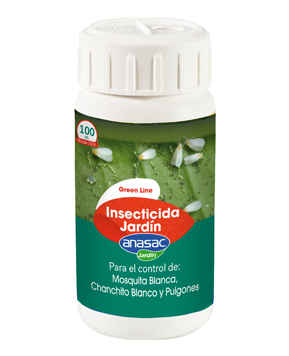 100
Green Line
Insecticida
Jardín
anasac
Jardín
Para el control de:
Mosquita Blanca,
Chanchito Blanco y Pulgones